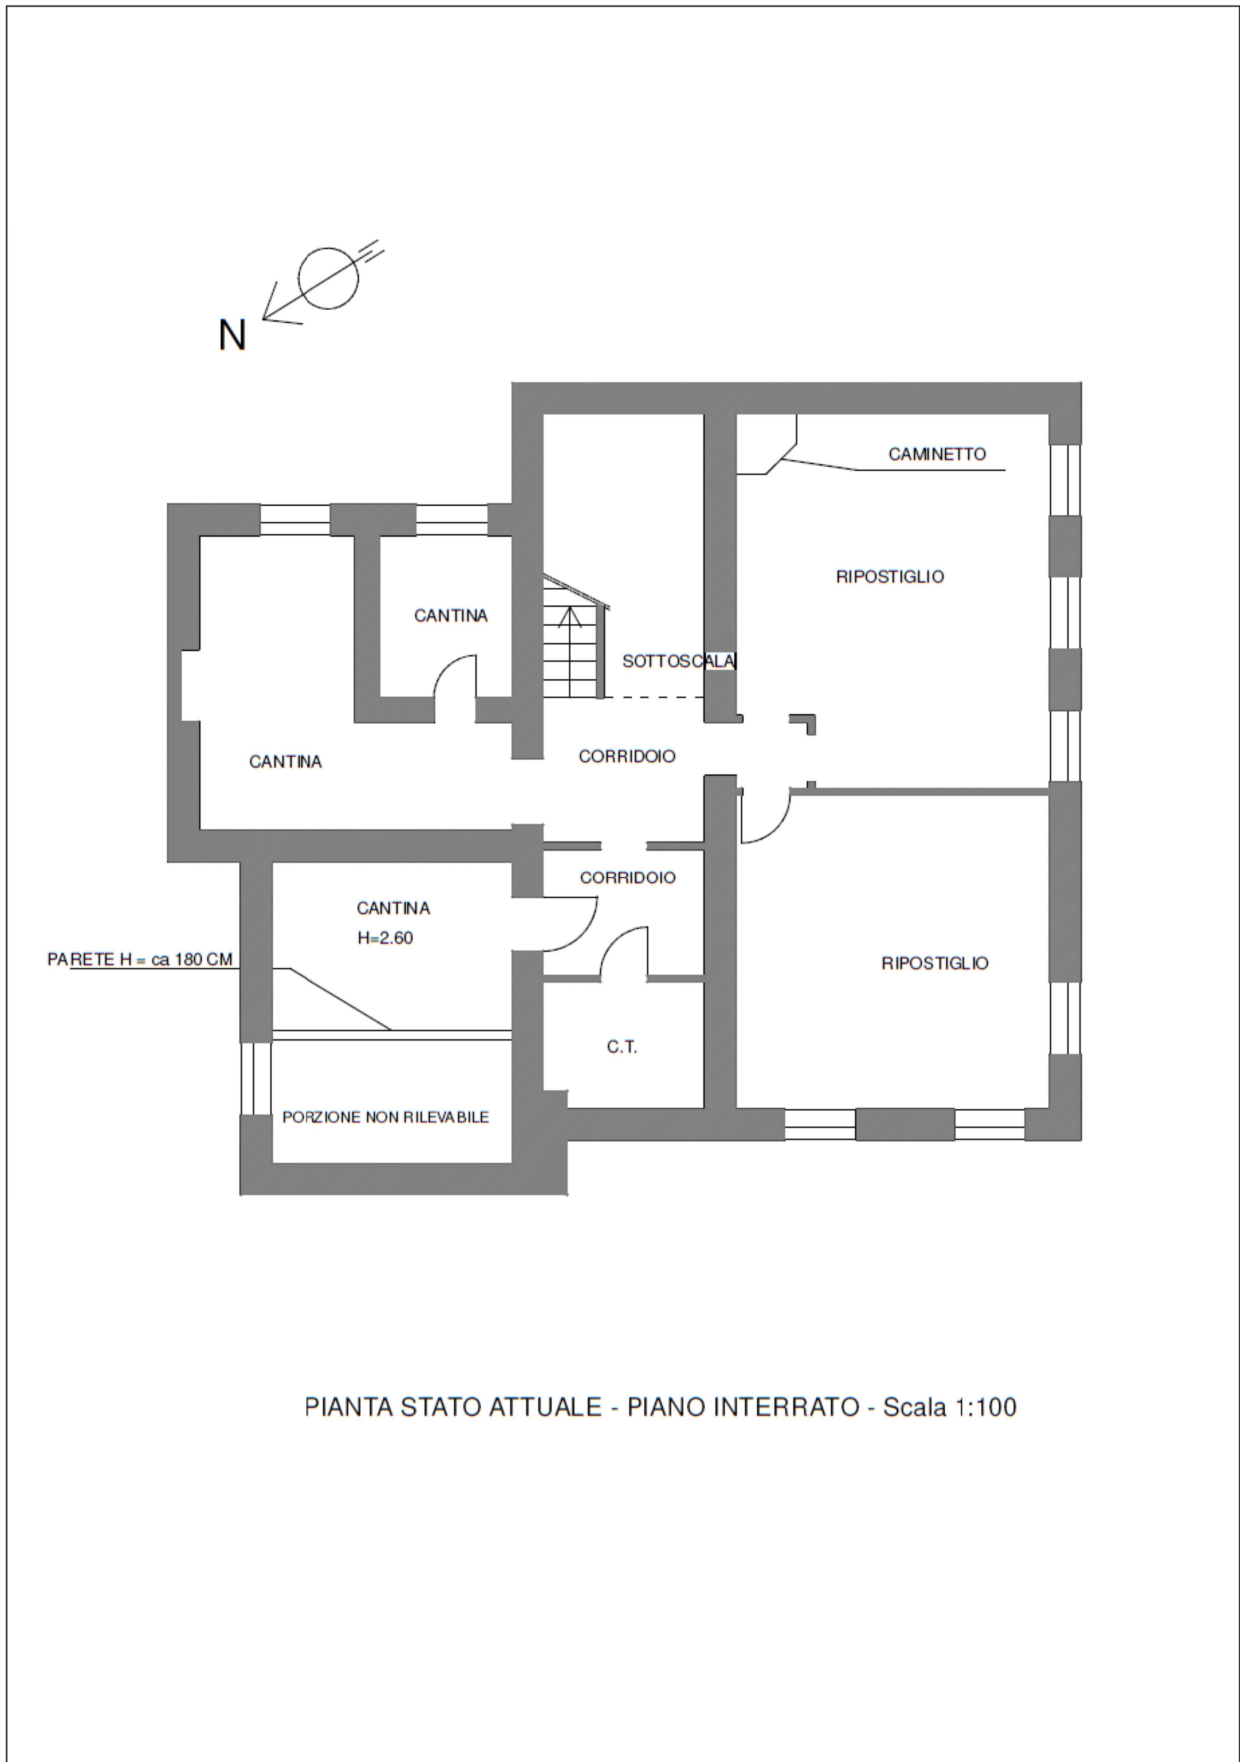 N
CAMINETTO
RIPOSTIGLIO
CANTINA
SOTTOSCALA
CORRIDOIO
CANTINA
CORRIDOIO
CANTINA
H=2.60
PARETE H = ca 180 CM
RIPOSTIGLIO
C.T.
PORZIONE NON RILEVABILE
PIANTA STATO ATTUALE - PIANO INTERRATO - Scala 1:100